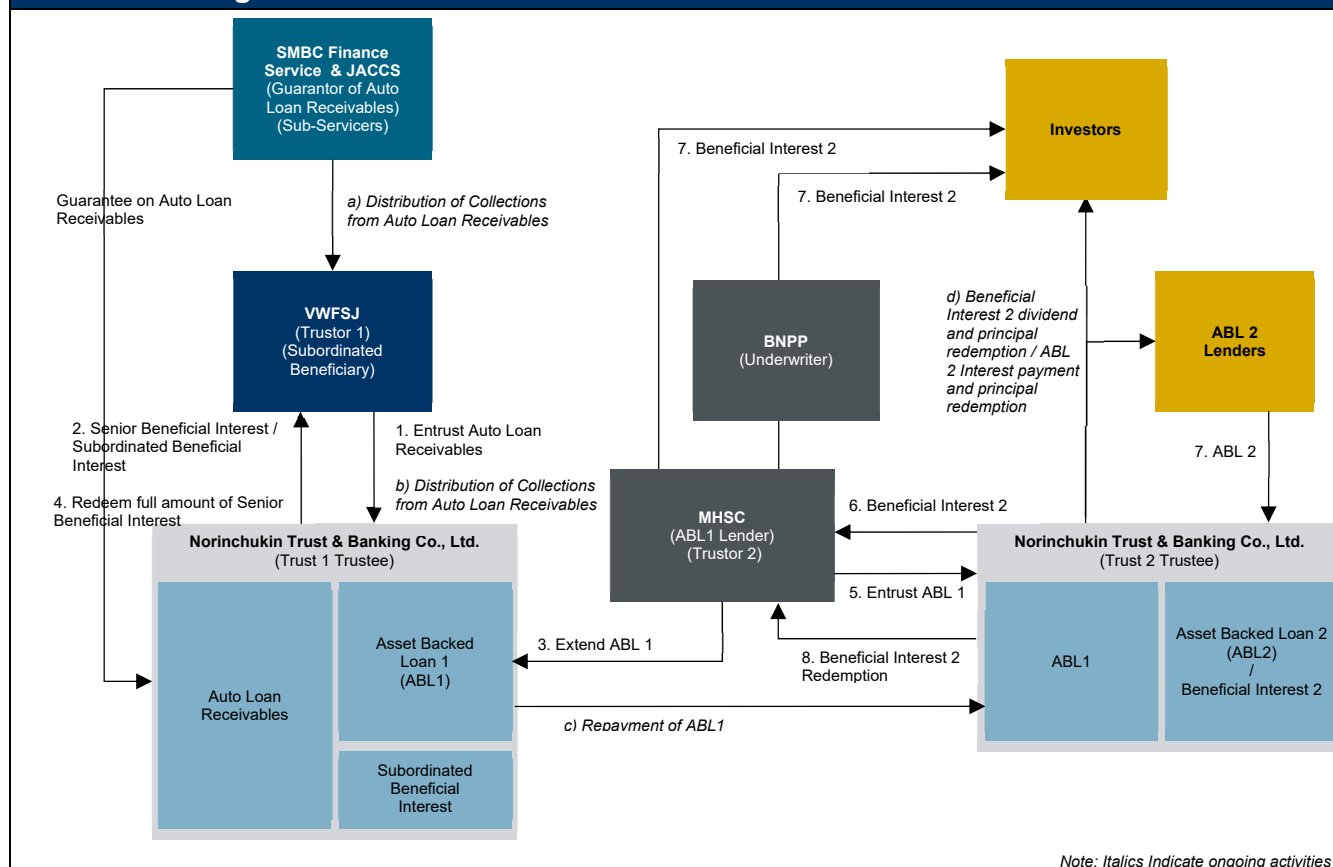 SMBC Finance
Service & JACCS
(Guarantor of Auto
Loan Receivables)
(Sub-Servicers)
Investors
7. Beneficial Interest 2
Guarantee on Auto Loan
Receivables
a) Distribution of Collections
from Auto Loan Receivables
7. Beneficial Interest 2
VWFSJ
(Trustor 1)
(Subordinated
Beneficiary)
BNPP
(Underwriter)
d) Beneficial
Interest 2 dividend
and principal
redemption / ABL
2 Interest payment
and principal
redemption
ABL 2
Lenders
2. Senior Beneficial Interest /
Subordinated Beneficial
Interest
1. Entrust Auto Loan
Receivables
7. ABL 2
4. Redeem full amount of Senior
Beneficial Interest
b) Distribution of Collections
from Auto Loan Receivables
MHSC
(ABL1 Lender)
(Trustor 2)
6. Beneficial Interest 2
Norinchukin Trust & Banking Co., Ltd.
(Trust 1 Trustee)
Norinchukin Trust & Banking Co., Ltd.
(Trust 2 Trustee)
5. Entrust ABL 1
Auto Loan
Receivables
Asset Backed
Loan 1
(ABL1)
3. Extend ABL 1
8. Beneficial Interest 2
Redemption
ABL1
Asset Backed Loan 2
(ABL2)
/
Beneficial Interest 2
c) Repayment of ABL1
Subordinated
Beneficial
Interest
Note: Italics Indicate ongoing activities